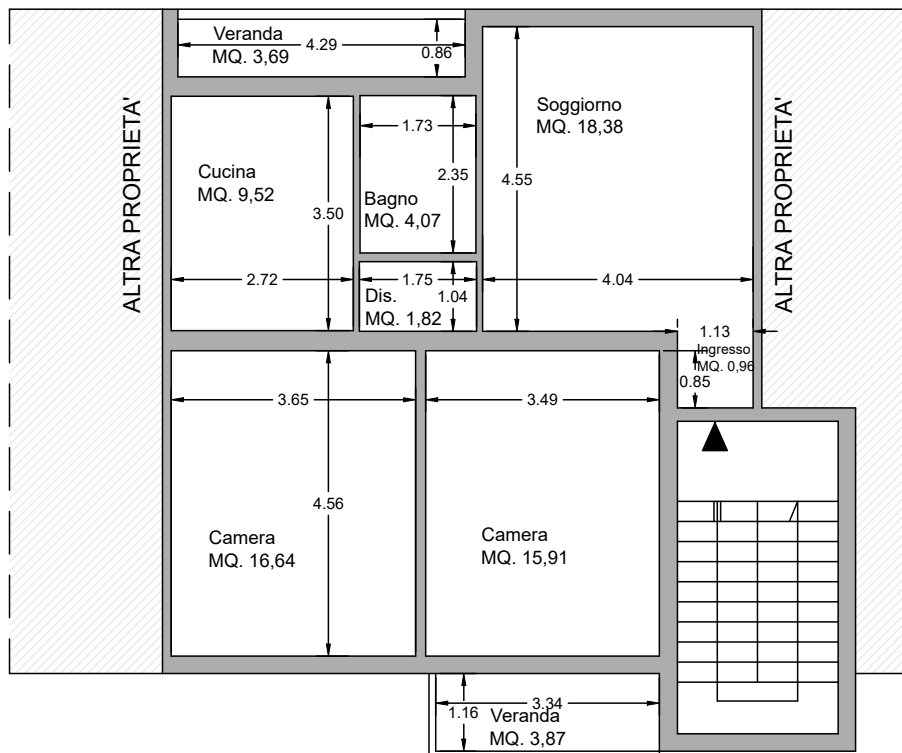 Veranda
MQ. 3,69
4.29
0.86
ALTRA PROPRIETA'
Cucina
MQ. 9,52
3.50
2.72
1.73
2.35
Bagno
MQ. 4,07
Dis.
MQ. 1,82
1.75
1.04
Soggiorno
MQ. 18,38
4.55
4.04
ALTRA PROPRIETA'
1.13
Ingresso
MQ. 0,96
0.85
3.65
4.56
Camera
MQ. 16,64
3.49
Camera
MQ. 15,91
3.34
1.16
Veranda
MQ. 3,87